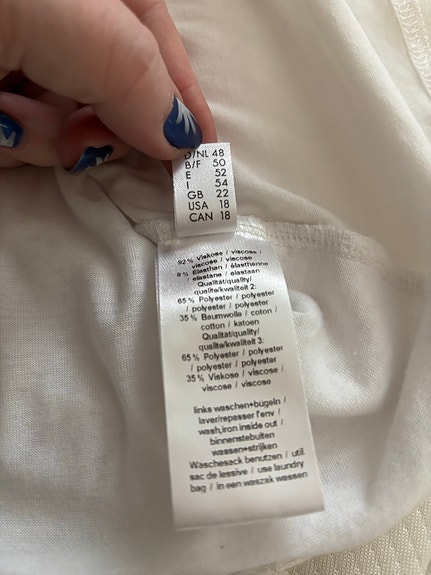 D/NL 48
B/F 50
E 52
I 54
GB 22
USA 18
CAN 18
92 % Viskose / viscose /
viscose / viscose
8 % Elasthan / élasthanne
/ elastane / elastaan
Qualität/quality/
qualité/kwaliteit 2:
65 % Polyester / polyester
/ polyester / polyester
35 % Baumwolle / coton /
cotton / katoen
Qualität/quality/
qualité/kwaliteit 3:
65 % Polyester / polyester
/ polyester / polyester
35 % Viskose / viscose /
viscose / viscose
links waschen+bügeln /
laver/repasser l'env /
wash,iron inside out /
binnenstebuiten
wassen+strijken
Waschesack benutzen / util.
sac de lessive / use laundry
bag / in een waszak wassen